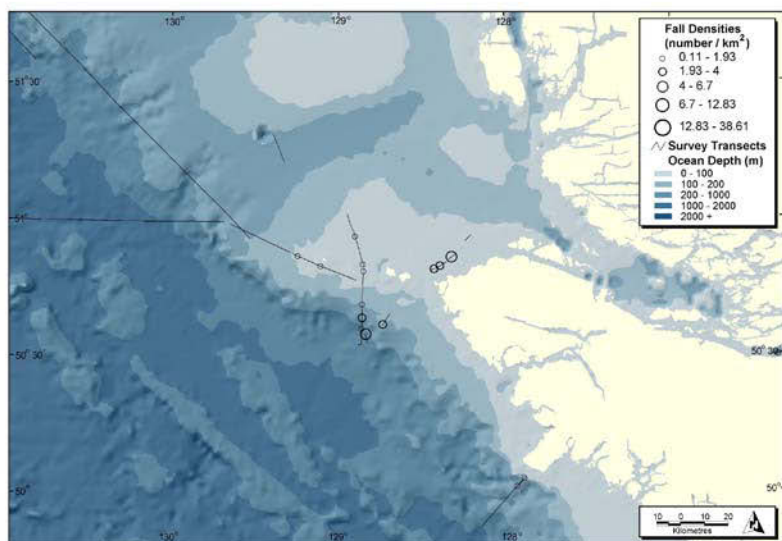 130°
129°
128°
51° 30'
51°
50° 30'
50°
50° 30'
50°
130°
129°
128°
Fall Densities
(number / km²)
0.11 - 1.93
1.93 - 4
4 - 6.7
6.7 - 12.83
12.83 - 38.61
Survey Transects
Ocean Depth (m)
0 - 100
100 - 200
200 - 1000
1000 - 2000
2000 +
10 0 10 20
Kilometres